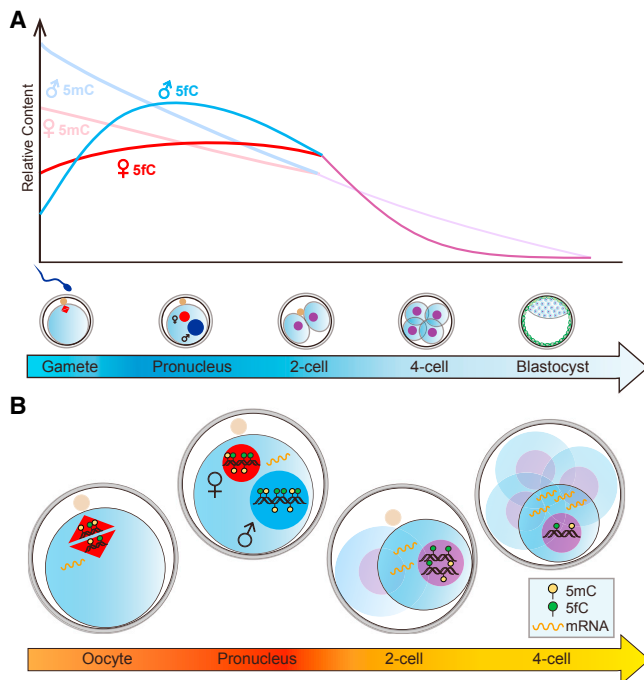 A
Relative Content
♂ 5mC
♂ 5fC
♀ 5mC
♀ 5fC
♀
♂
Gamete Pronucleus 2-cell 4-cell Blastocyst
B
♀
♂
5mC
5fC
mRNA
Oocyte Pronucleus 2-cell 4-cell